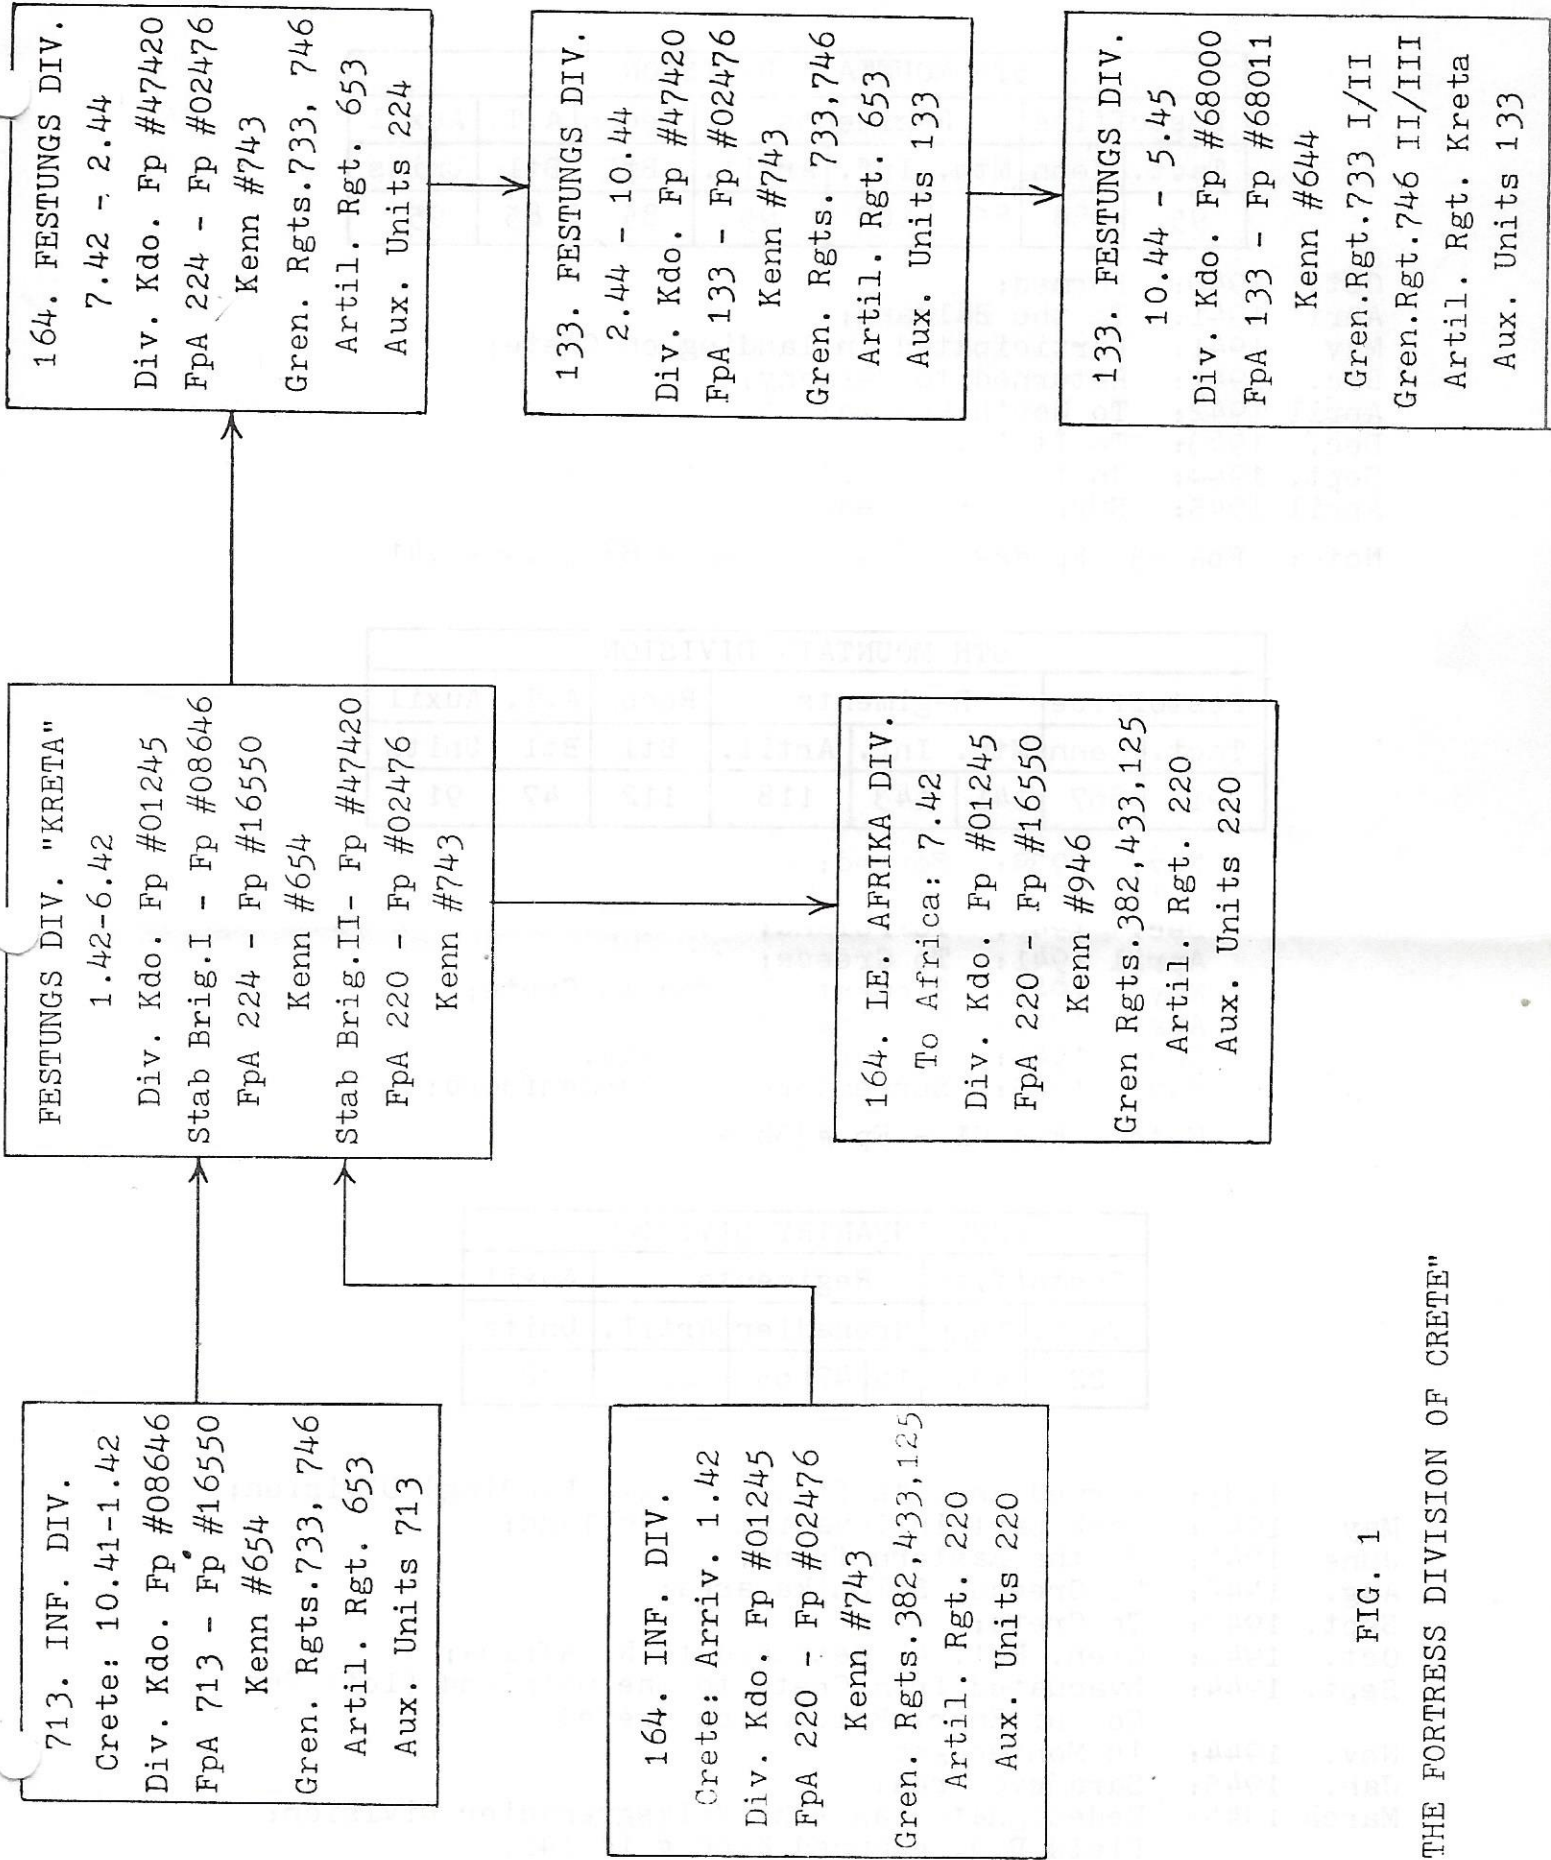 713. INF. DIV.
Crete: 10.41-1.42
Div. Kdo. Fp #08646
FpA 713 - Fp #16550
Kenn #654
Gren. Rgts.733,746
Artil. Rgt. 653
Aux. Units 713
164. INF. DIV.
Crete: Arriv. 1.42
Div. Kdo. Fp #01245
FpA 220 - Fp #02476
Kenn #743
Gren. Rgts.382,433,125
Artil. Rgt. 220
Aux. Units 220
FESTUNGS DIV. "KRETA"
1.42-6.42
Div. Kdo. Fp #01245
Stab Brig.I - Fp #08646
FpA 224 - Fp #16550
Kenn #654
Stab Brig.II- Fp #47420
FpA 220 - Fp #02476
Kenn #743
164. LE. AFRIKA DIV.
To Africa: 7.42
Div. Kdo. Fp #01245
FpA 220 - Fp #16550
Kenn #946
Gren Rgts.382,433,125
Artil. Rgt. 220
Aux. Units 220
164. FESTUNGS DIV.
7.42 - 2.44
Div. Kdo. Fp #47420
FpA 224 - Fp #02476
Kenn #743
Gren. Rgts.733, 746
Artil. Rgt. 653
Aux. Units 224
133. FESTUNGS DIV.
2.44 - 10.44
Div. Kdo. Fp #47420
FpA 133 - Fp #02476
Kenn #743
Gren. Rgts. 733,746
Artil. Rgt. 653
Aux. Units 133
133. FESTUNGS DIV.
10.44 - 5.45
Div. Kdo. Fp #68000
FpA 133 - Fp #68011
Kenn #644
Gren.Rgt.733 I/II
Gren.Rgt.746 II/III
Artil. Rgt. Kreta
Aux. Units 133
FIG. 1
THE FORTRESS DIVISION OF CRETE"